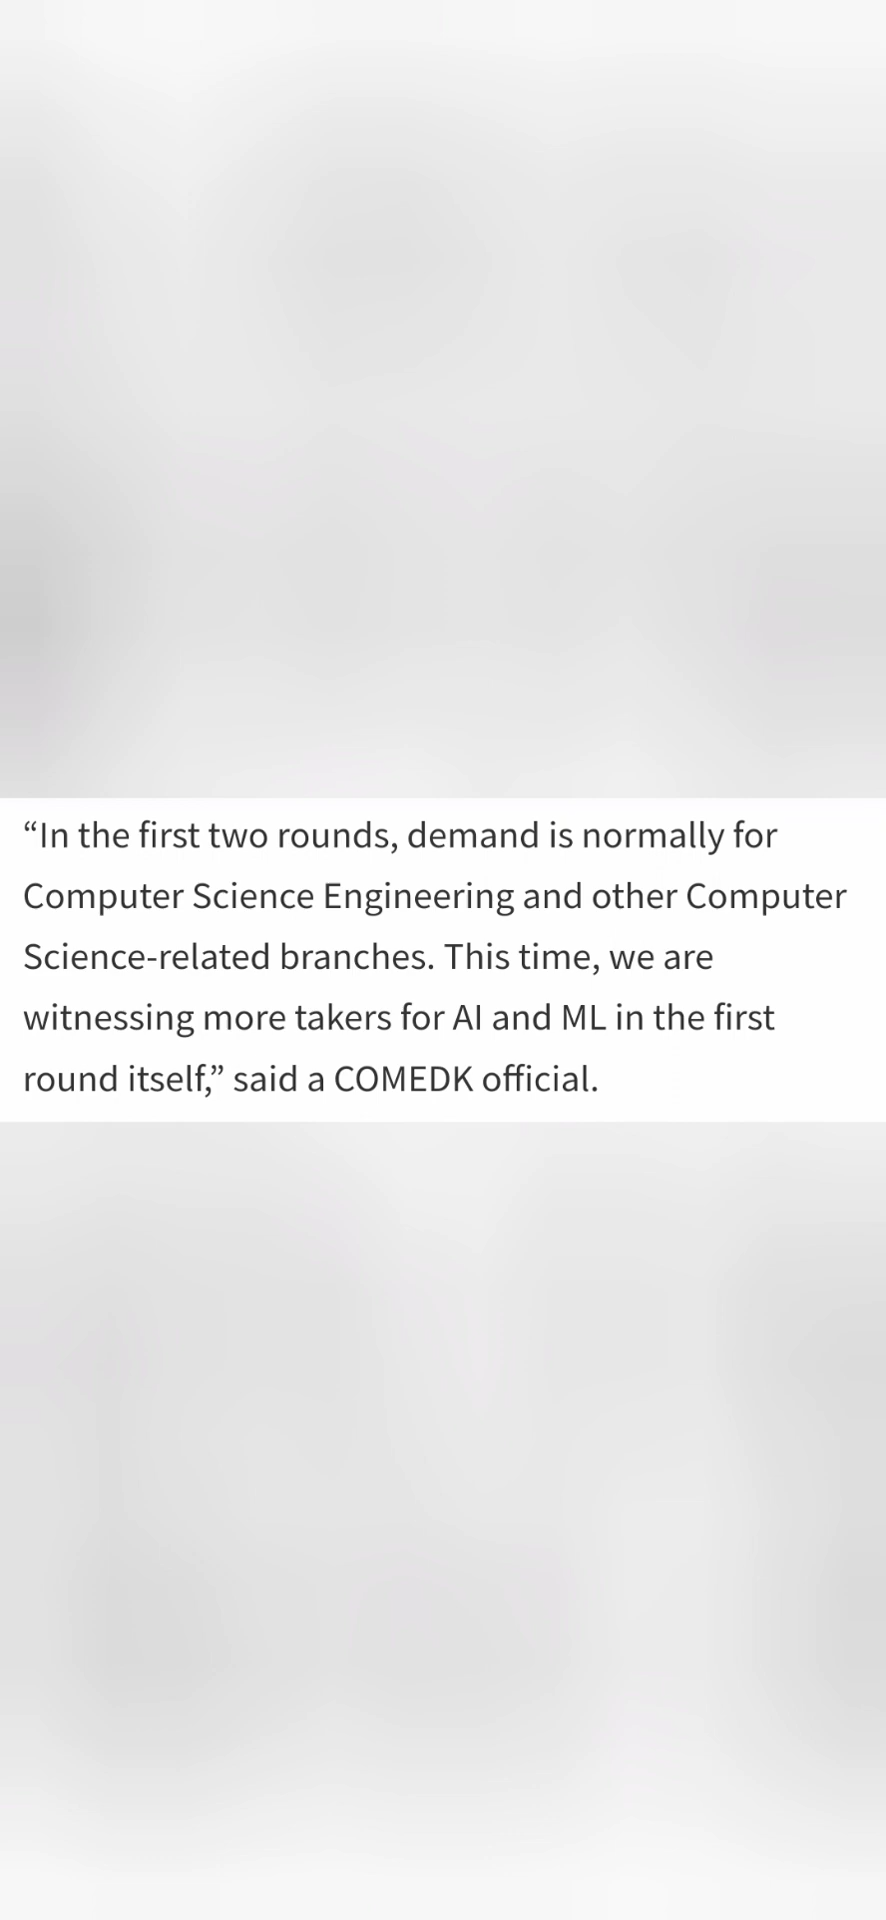 “In the first two rounds, demand is normally for
Computer Science Engineering and other Computer
Science-related branches. This time, we are
witnessing more takers for AI and ML in the first
round itself,” said a COMEDK official.